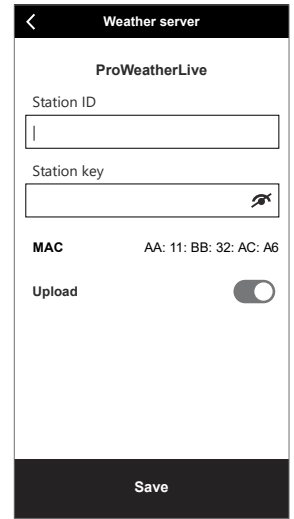 Weather server
ProWeatherLive
Station ID
Station key
MAC AA: 11: BB: 32: AC: A6
Upload
Save